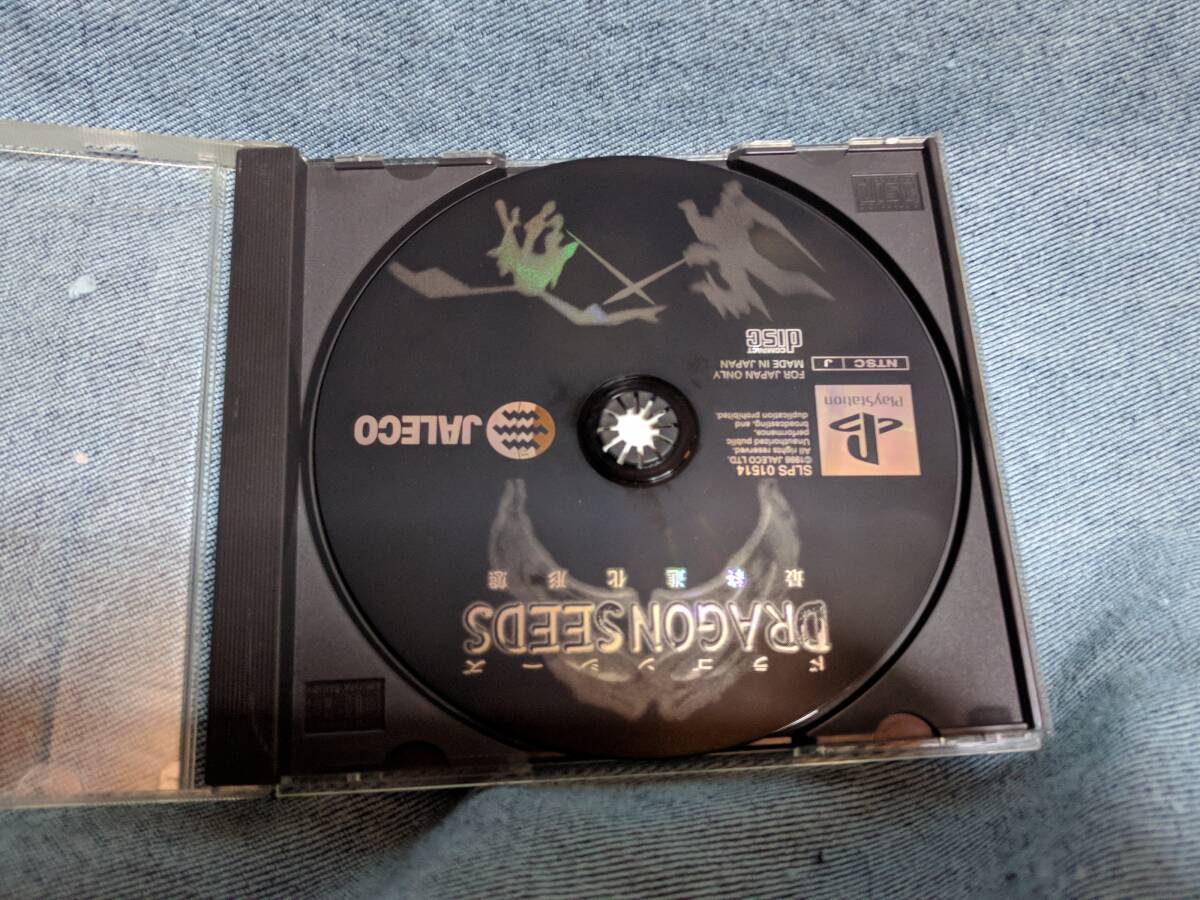 ドラゴンシーズ
DRAGONSEEDS
最終進化形態
SLPS 01514
©1998 JALECO LTD.
All rights reserved.
Unauthorized public
performance,
broadcasting, and
duplication prohibited.
PlayStation
JALECO
FOR JAPAN ONLY
MADE IN JAPAN
NTSC J
COMPACT
disc